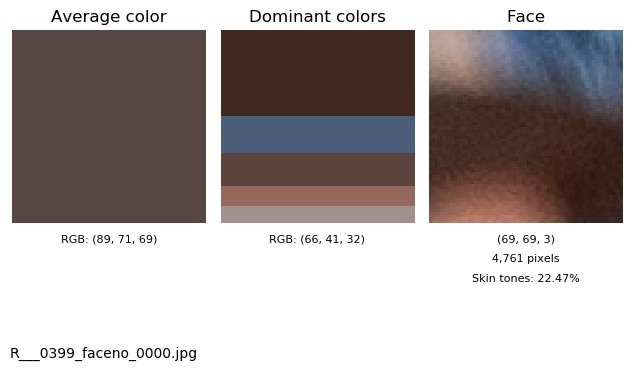 Average color
Dominant colors
Face
RGB: (89, 71, 69)
RGB: (66, 41, 32)
(69, 69, 3)
4,761 pixels
Skin tones: 22.47%
R___0399_faceno_0000.jpg